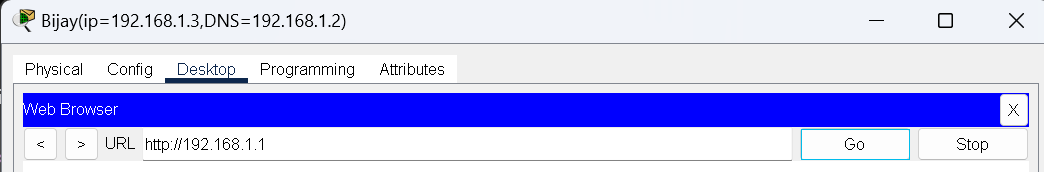 Bijay(ip=192.168.1.3,DNS=192.168.1.2)
Physical Config Desktop Programming Attributes
Web Browser X
< > URL http://192.168.1.1 Go Stop